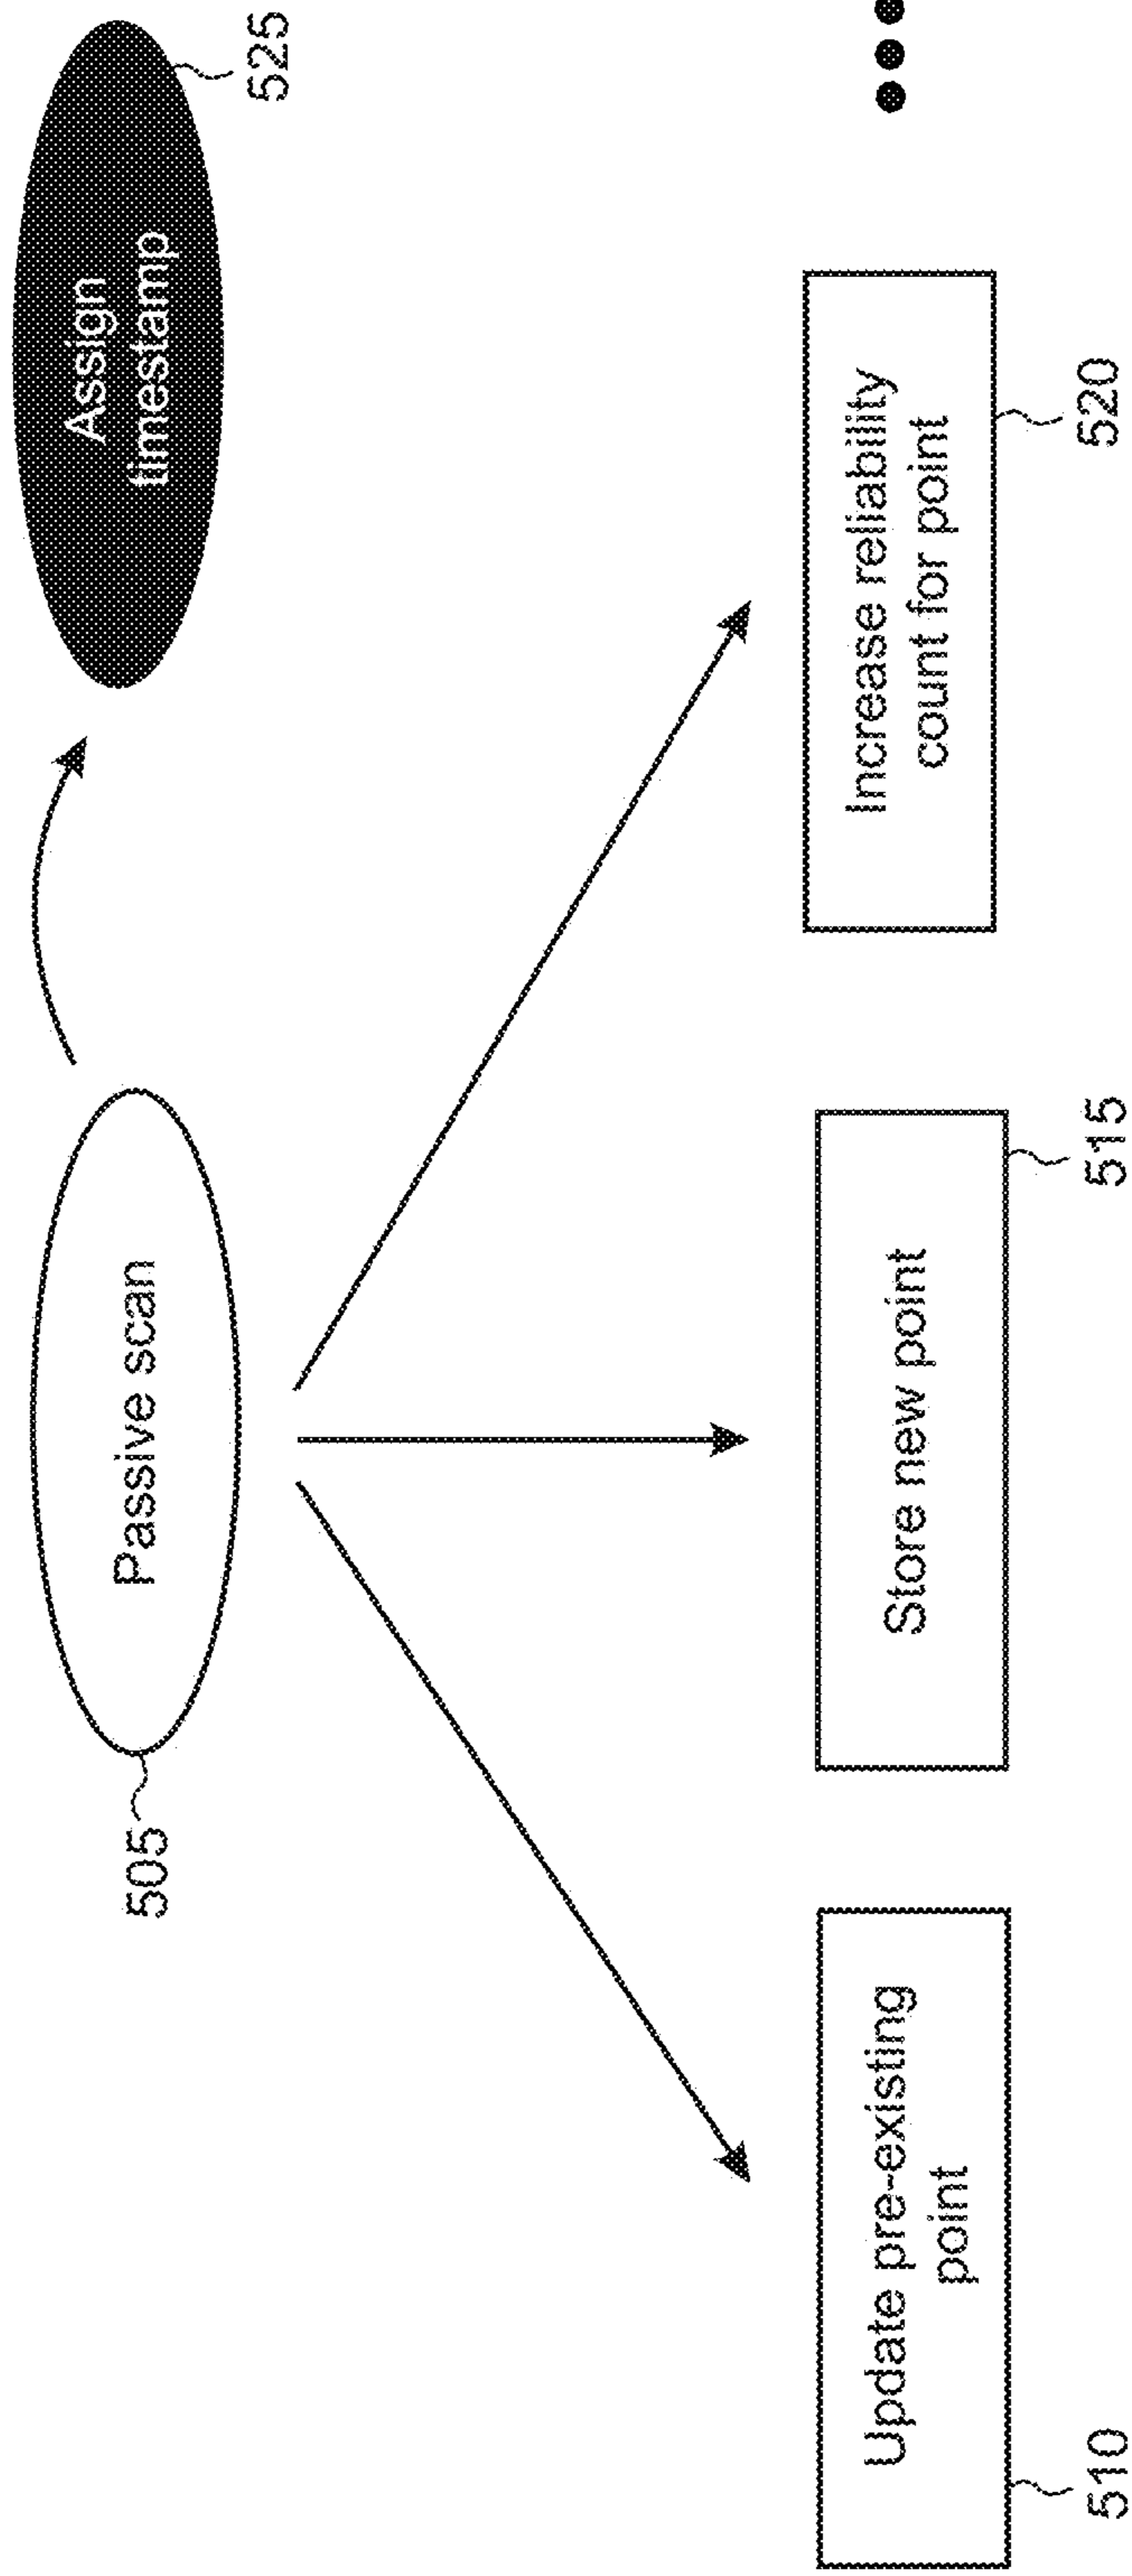 505
Passive scan
Assign
timestamp
525
Update pre-existing
point
510
Store new point
515
Increase reliability
count for point
520